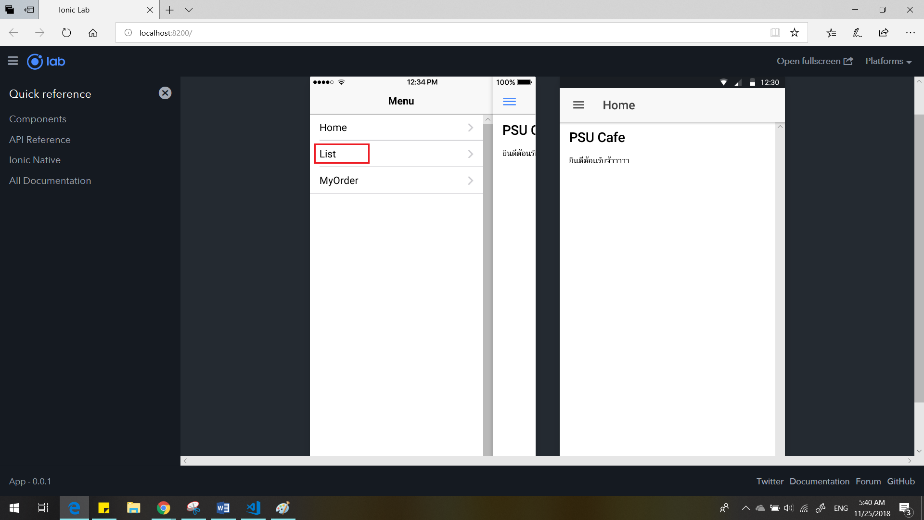 Ionic Lab
localhost:8200/
lab
Open fullscreen
Platforms
Quick reference
Components
API Reference
Ionic Native
All Documentation
12:34 PM
100%
Menu
Home
List
MyOrder
PSU C
ยินดีต้อนรับ
12:30
Home
PSU Cafe
ยินดีต้อนรับจ้าาาาา
App - 0.0.1
Twitter Documentation Forum GitHub
ENG
5:40 AM
11/25/2018
3